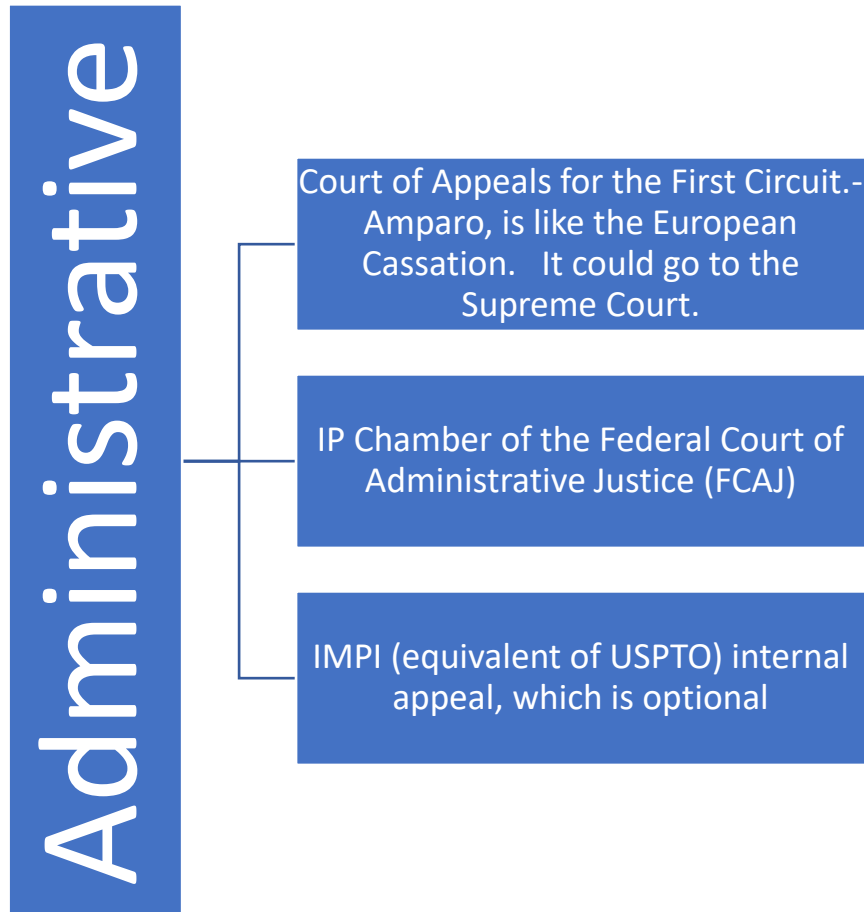 Administrative
Court of Appeals for the First Circuit.-
Amparo, is like the European
Cassation.   It could go to the
Supreme Court.
IP Chamber of the Federal Court of
Administrative Justice (FCAJ)
IMPI (equivalent of USPTO) internal
appeal, which is optional